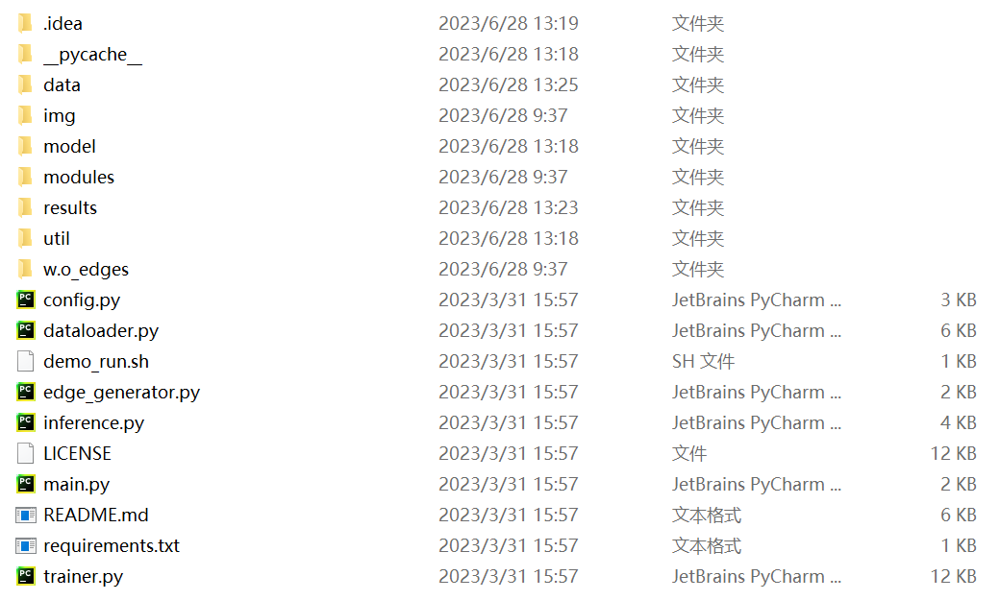 .idea 2023/6/28 13:19 文件夹
__pycache__ 2023/6/28 13:18 文件夹
data 2023/6/28 13:25 文件夹
img 2023/6/28 9:37 文件夹
model 2023/6/28 13:18 文件夹
modules 2023/6/28 9:37 文件夹
results 2023/6/28 13:23 文件夹
util 2023/6/28 13:18 文件夹
w.o_edges 2023/6/28 9:37 文件夹
config.py 2023/3/31 15:57 JetBrains PyCharm ... 3 KB
dataloader.py 2023/3/31 15:57 JetBrains PyCharm ... 6 KB
demo_run.sh 2023/3/31 15:57 SH 文件 1 KB
edge_generator.py 2023/3/31 15:57 JetBrains PyCharm ... 2 KB
inference.py 2023/3/31 15:57 JetBrains PyCharm ... 4 KB
LICENSE 2023/3/31 15:57 文件 12 KB
main.py 2023/3/31 15:57 JetBrains PyCharm ... 2 KB
README.md 2023/3/31 15:57 文本格式 6 KB
requirements.txt 2023/3/31 15:57 文本格式 1 KB
trainer.py 2023/3/31 15:57 JetBrains PyCharm ... 12 KB